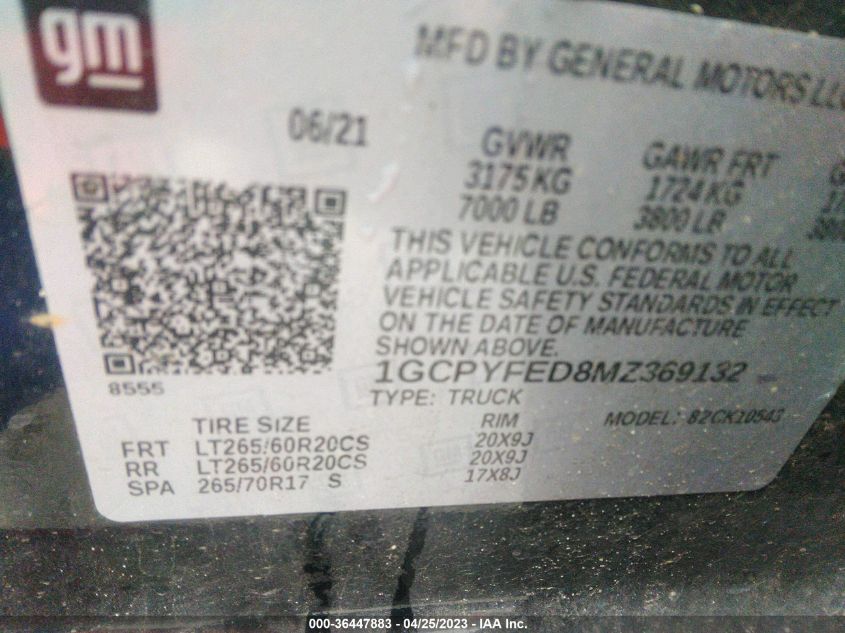 gm
MFD BY GENERAL MOTORS LLC
06/21
GVWR GAWR FRT
3175 KG 1724 KG
7000 LB 3800 LB
THIS VEHICLE CONFORMS TO ALL
APPLICABLE U.S. FEDERAL MOTOR
VEHICLE SAFETY STANDARDS IN EFFECT
ON THE DATE OF MANUFACTURE
SHOWN ABOVE.
1GCPYFED8MZ369132
8555
TYPE: TRUCK
MODEL: 82CK10543
TIRE SIZE RIM
FRT LT265/60R20CS 20X9J
RR LT265/60R20CS 20X9J
SPA 265/70R17 S 17X8J
000-36447883 - 04/25/2023 - IAA Inc.